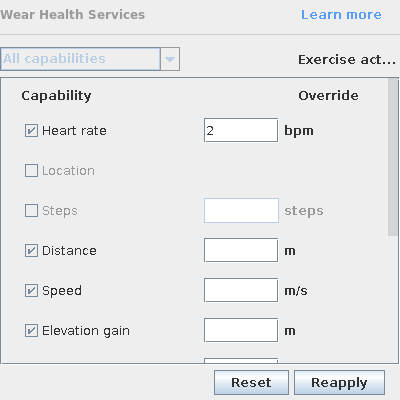 Wear Health Services Learn more
All capabilities Exercise act...
Capability Override
Heart rate 2 bpm
Location
Steps steps
Distance m
Speed m/s
Elevation gain m
Reset Reapply